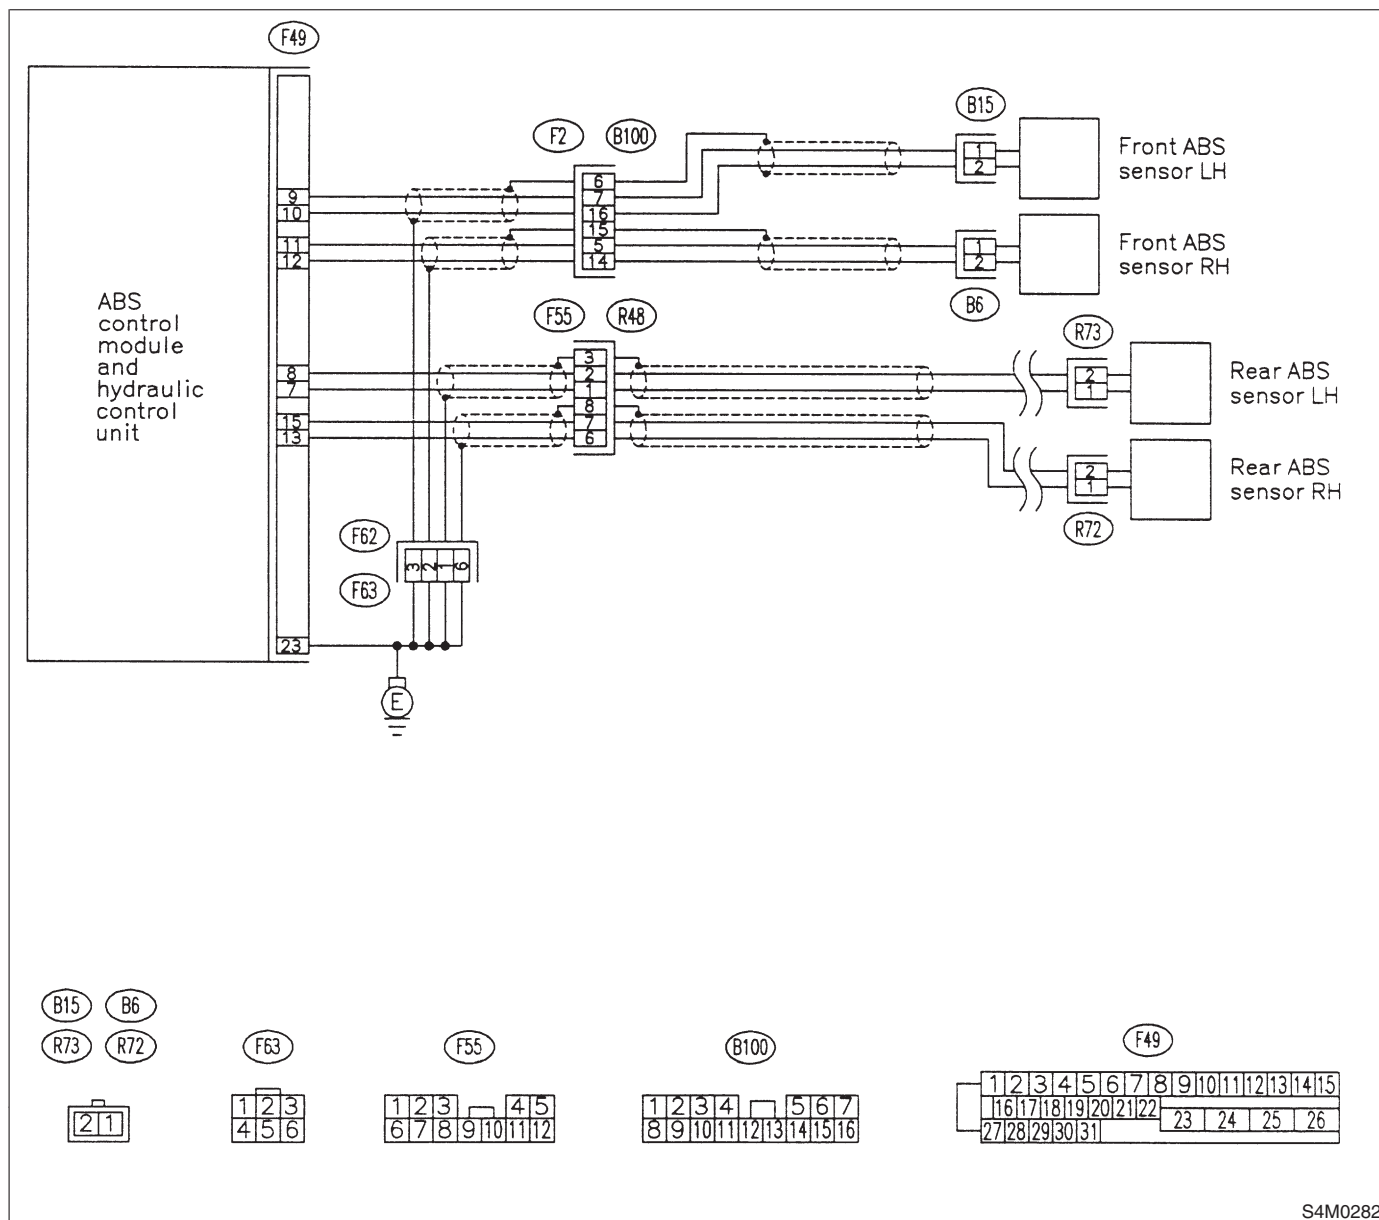 F49
B15
F2 B100
Front ABS
sensor LH
1
2
6
7
16
15
5
14
9
10
11
12
Front ABS
sensor RH
1
2
B6
ABS
control
module
and
hydraulic
control
unit
F55 R48
R73
3
2
1
8
7
6
8
7
15
13
2
1
Rear ABS
sensor LH
2
1
Rear ABS
sensor RH
R72
F62
3 2 1 6
F63
23
E
B15 B6
R73 R72
F63
F55
B100
F49
2 1
1 2 3
4 5 6
1 2 3 4 5
6 7 8 9 10 11 12
1 2 3 4 5 6 7
8 9 10 11 12 13 14 15 16
1 2 3 4 5 6 7 8 9 10 11 12 13 14 15
16 17 18 19 20 21 22
23 24 25 26
27 28 29 30 31
S4M0282